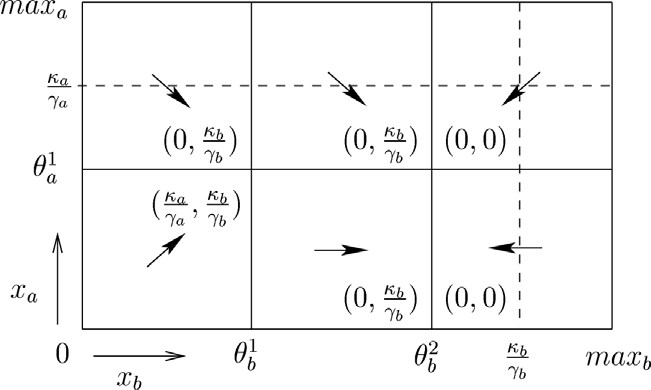 max_a
κ_a/γ_a
(0, κ_b/γ_b) (0, κ_b/γ_b) (0, 0)
θ_a^1
(κ_a/γ_a, κ_b/γ_b)
x_a
(0, κ_b/γ_b) (0, 0)
0 θ_b^1 θ_b^2 κ_b/γ_b max_b
x_b